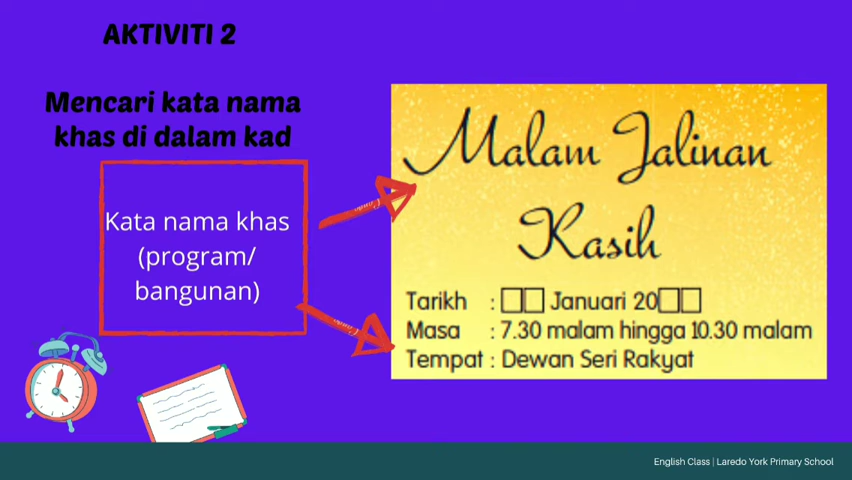 AKTIVITI 2
Mencari kata nama
khas di dalam kad
Kata nama khas
(program/
bangunan)
Malam Jalinan
Kasih
Tarikh : □□ Januari 20□□
Masa : 7.30 malam hingga 10.30 malam
Tempat : Dewan Seri Rakyat
English Class | Laredo York Primary School